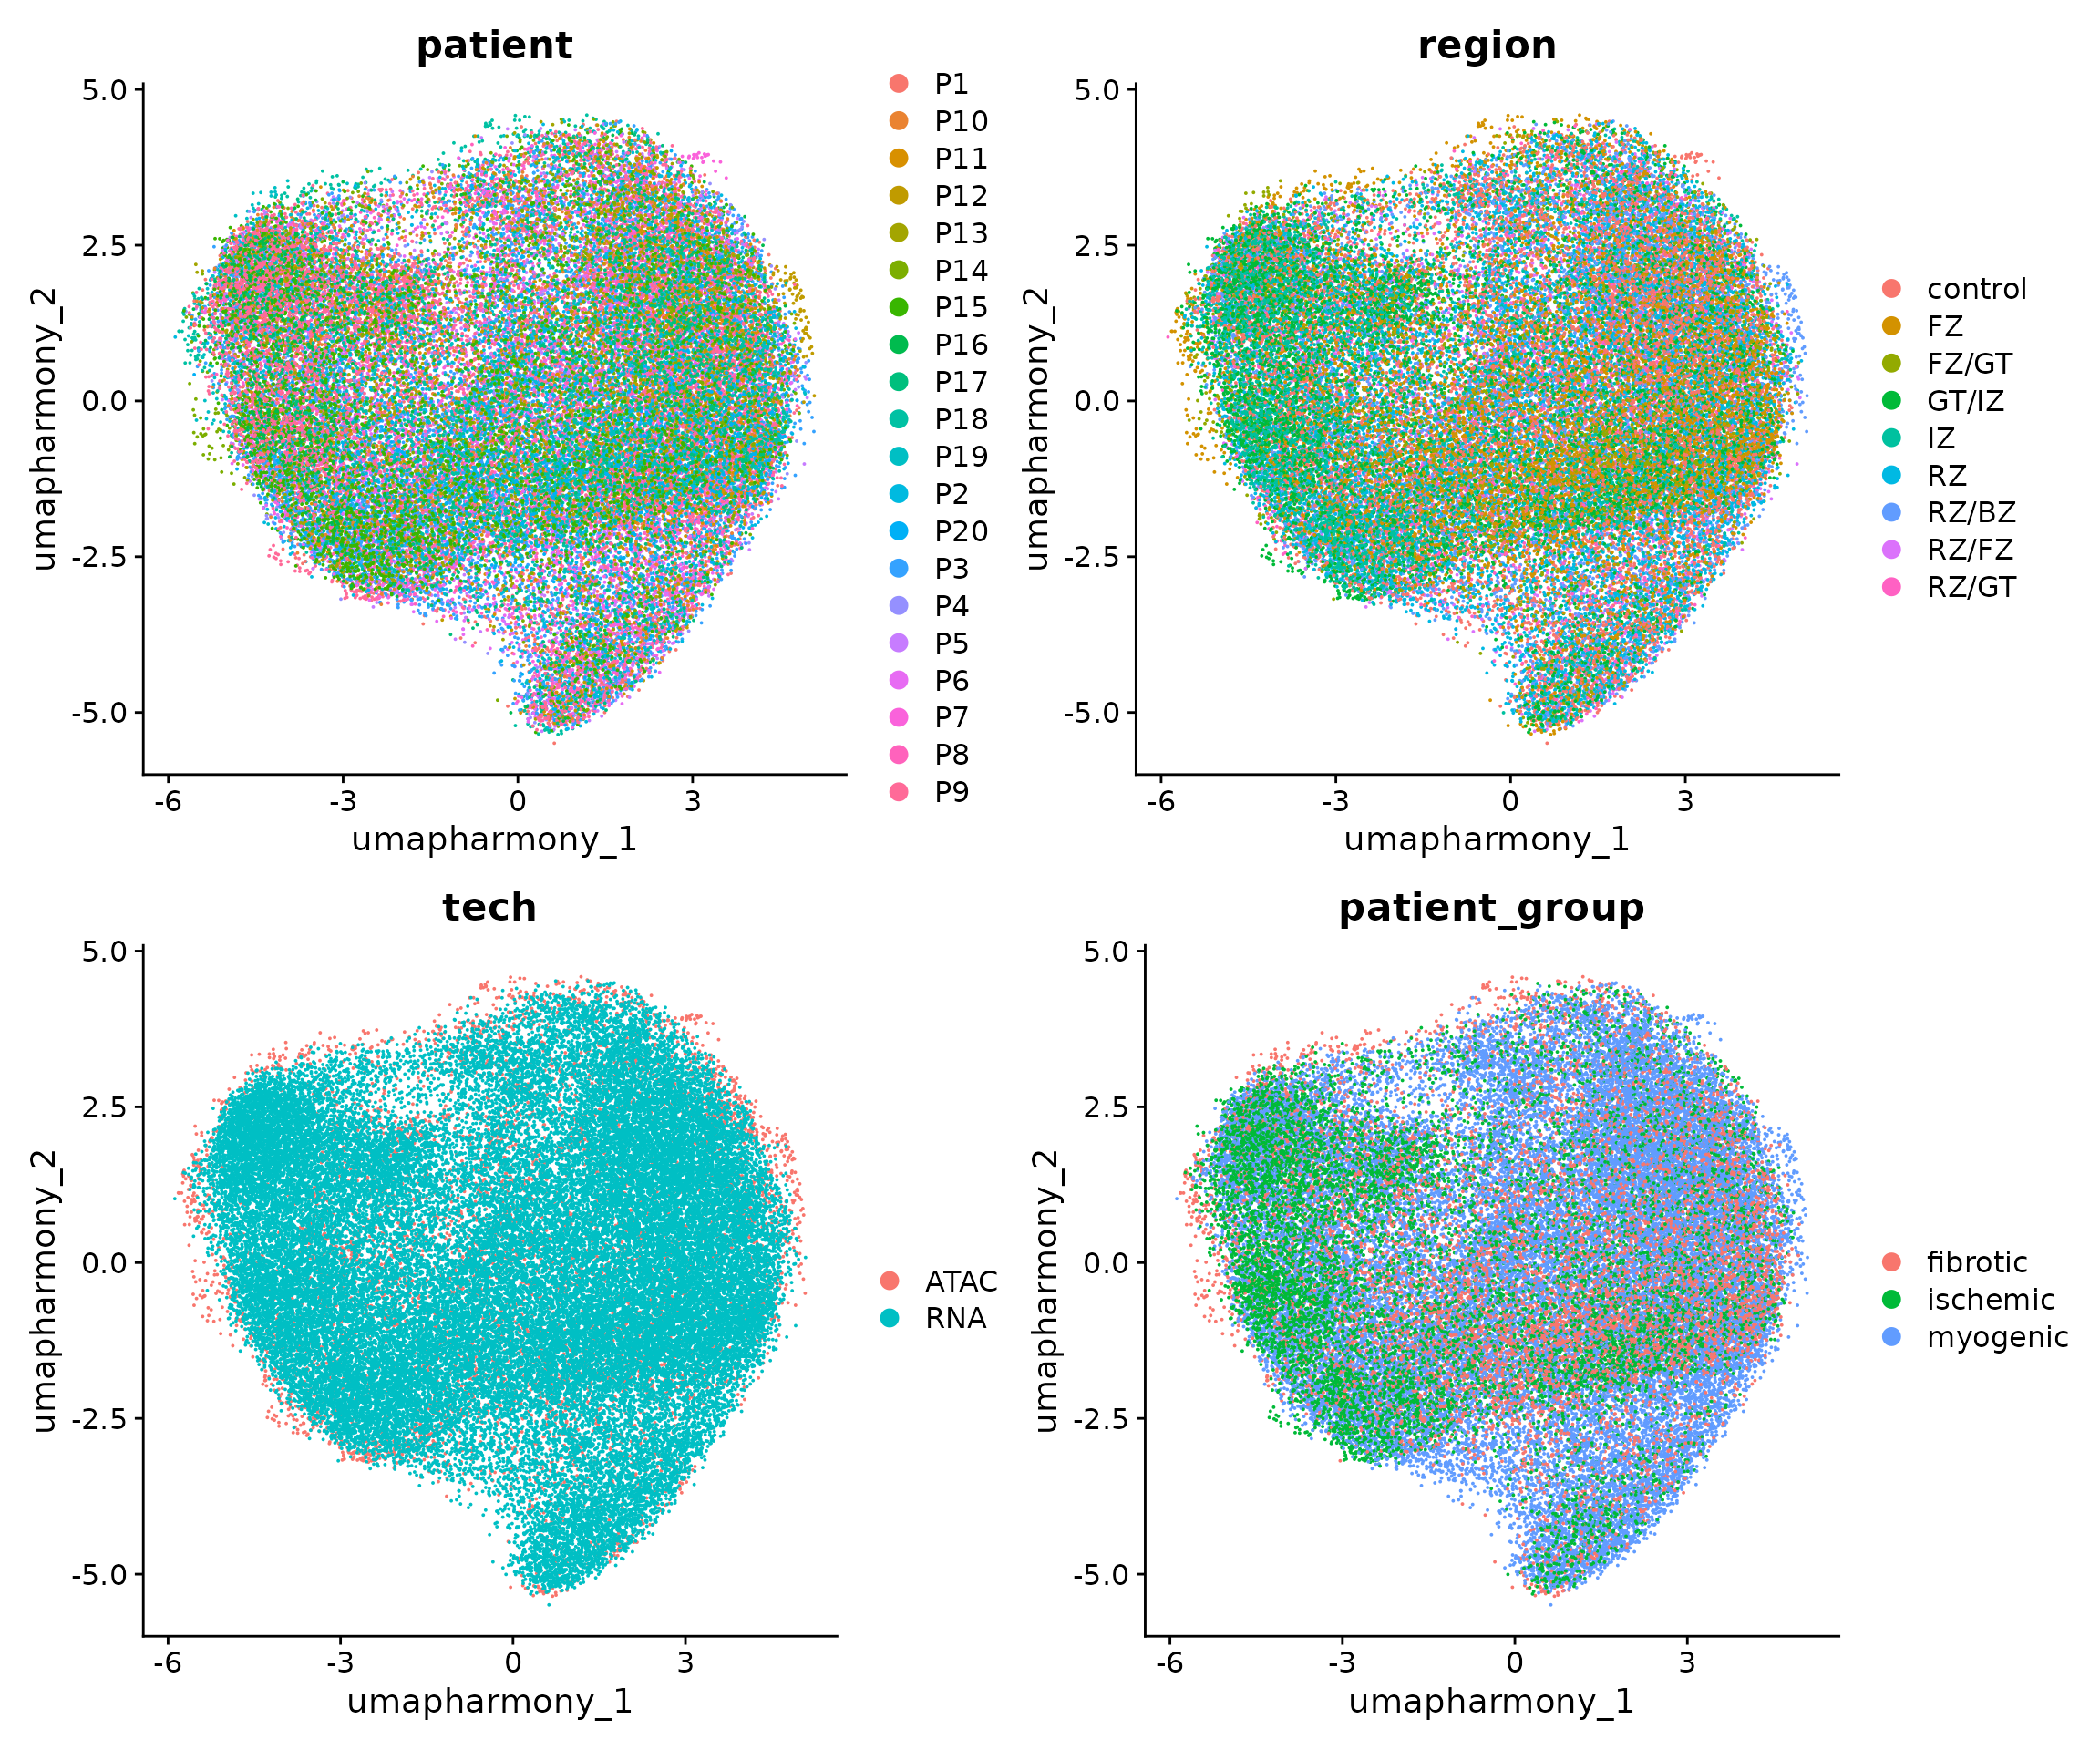 patient
5.0
2.5
0.0
-2.5
-5.0
umapharmony_2
-6 -3 0 3
umapharmony_1
P1
P10
P11
P12
P13
P14
P15
P16
P17
P18
P19
P2
P20
P3
P4
P5
P6
P7
P8
P9
region
5.0
2.5
0.0
-2.5
-5.0
umapharmony_2
-6 -3 0 3
umapharmony_1
control
FZ
FZ/GT
GT/IZ
IZ
RZ
RZ/BZ
RZ/FZ
RZ/GT
tech
5.0
2.5
0.0
-2.5
-5.0
umapharmony_2
-6 -3 0 3
umapharmony_1
ATAC
RNA
patient_group
5.0
2.5
0.0
-2.5
-5.0
umapharmony_2
-6 -3 0 3
umapharmony_1
fibrotic
ischemic
myogenic